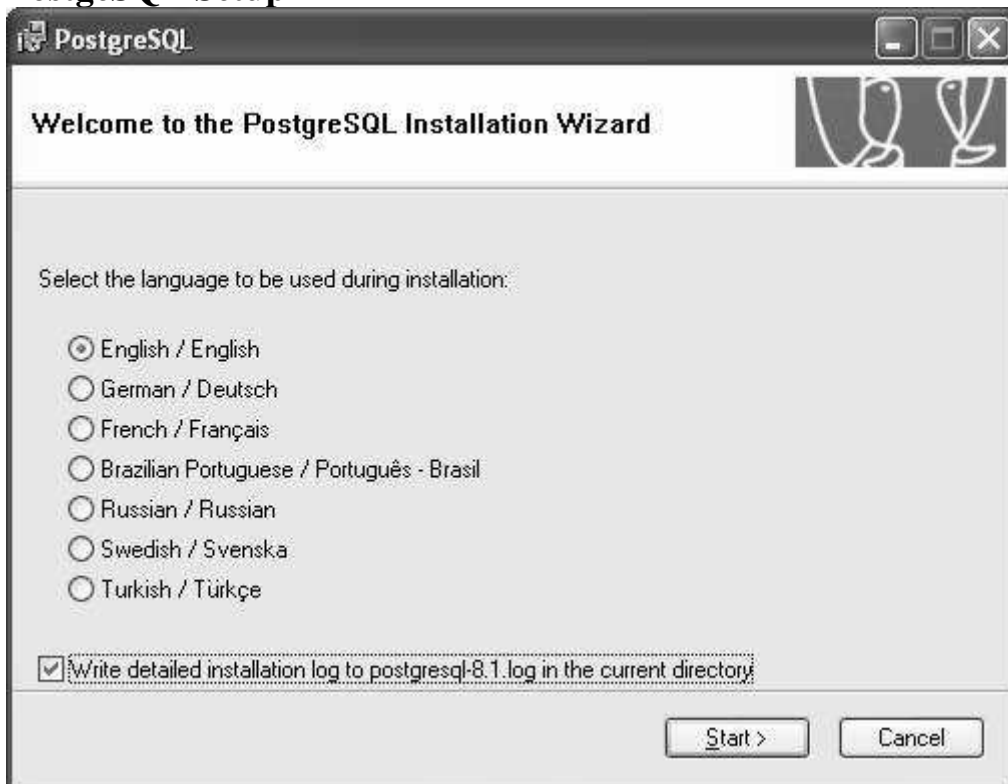 PostgreSQL
Welcome to the PostgreSQL Installation Wizard
Select the language to be used during installation:
English / English
German / Deutsch
French / Français
Brazilian Portuguese / Português - Brasil
Russian / Russian
Swedish / Svenska
Turkish / Türkçe
Write detailed installation log to postgresql-8.1.log in the current directory
Start >
Cancel